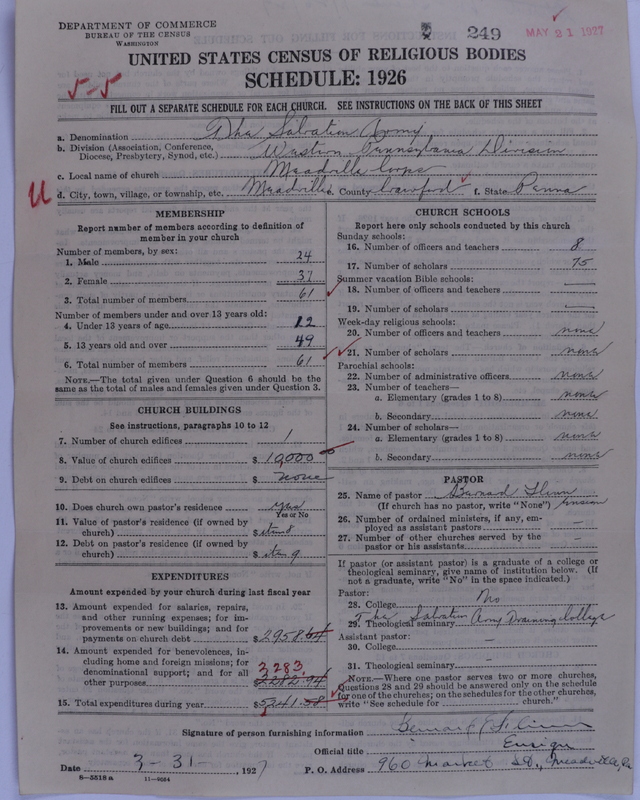 DEPARTMENT OF COMMERCE
BUREAU OF THE CENSUS
WASHINGTON
249
MAY 21 1927
UNITED STATES CENSUS OF RELIGIOUS BODIES
SCHEDULE: 1926
5-5
FILL OUT A SEPARATE SCHEDULE FOR EACH CHURCH. SEE INSTRUCTIONS ON THE BACK OF THIS SHEET
a. Denomination The Salvation Army
b. Division (Association, Conference, Diocese, Presbytery, Synod, etc.) Western Pennsylvania Division
c. Local name of church Meadville Corps
U
d. City, town, village, or township, etc. Meadville e. County Crawford f. State Penna
MEMBERSHIP
Report number of members according to definition of member in your church
Number of members, by sex:
1. Male 24
2. Female 37
3. Total number of members 61
Number of members under and over 13 years old:
4. Under 13 years of age 12
5. 13 years old and over 49
6. Total number of members 61
NOTE.—The total given under Question 6 should be the same as the total of males and females given under Question 3.
CHURCH BUILDINGS
See instructions, paragraphs 10 to 12
7. Number of church edifices 1
8. Value of church edifices $ 10,000 00
9. Debt on church edifices $ none
10. Does church own pastor's residence yes
Yes or No
11. Value of pastor's residence (if owned by church) $ item 8
12. Debt on pastor's residence (if owned by church) $ item 9
EXPENDITURES
Amount expended by your church during last fiscal year
13. Amount expended for salaries, repairs, and other running expenses; for improvements or new buildings; and for payments on church debt $ 2958.64
14. Amount expended for benevolences, including home and foreign missions; for denominational support; and for all other purposes 3,283. 2282.94
15. Total expenditures during year $ 5241.58
CHURCH SCHOOLS
Report here only schools conducted by this church
Sunday schools:
16. Number of officers and teachers 8
17. Number of scholars 75
Summer vacation Bible schools:
18. Number of officers and teachers —
19. Number of scholars —
Week-day religious schools:
20. Number of officers and teachers none
21. Number of scholars none
Parochial schools:
22. Number of administrative officers none
23. Number of teachers—
a. Elementary (grades 1 to 8) none
b. Secondary none
24. Number of scholars—
a. Elementary (grades 1 to 8) none
b. Secondary none
PASTOR
25. Name of pastor Bernard Flinn
(If church has no pastor, write "None") Ensign
26. Number of ordained ministers, if any, employed as assistant pastors —
27. Number of other churches served by the pastor or his assistants —
If pastor (or assistant pastor) is a graduate of a college or theological seminary, give name of institution below. (If not a graduate, write "No" in the space indicated.)
Pastor:
28. College No
29. Theological seminary The Salvation Army Training College
Assistant pastor:
30. College —
31. Theological seminary —
NOTE.—Where one pastor serves two or more churches, Questions 28 and 29 should be answered only on the schedule for one of the churches; on the schedules for the other churches, write "See schedule for church."
Signature of person furnishing information Bernard Flinn
Official title Ensign
Date 3-31-, 1927 P. O. Address 960 Market St., Meadville, Pa
8-5518a 11-8064